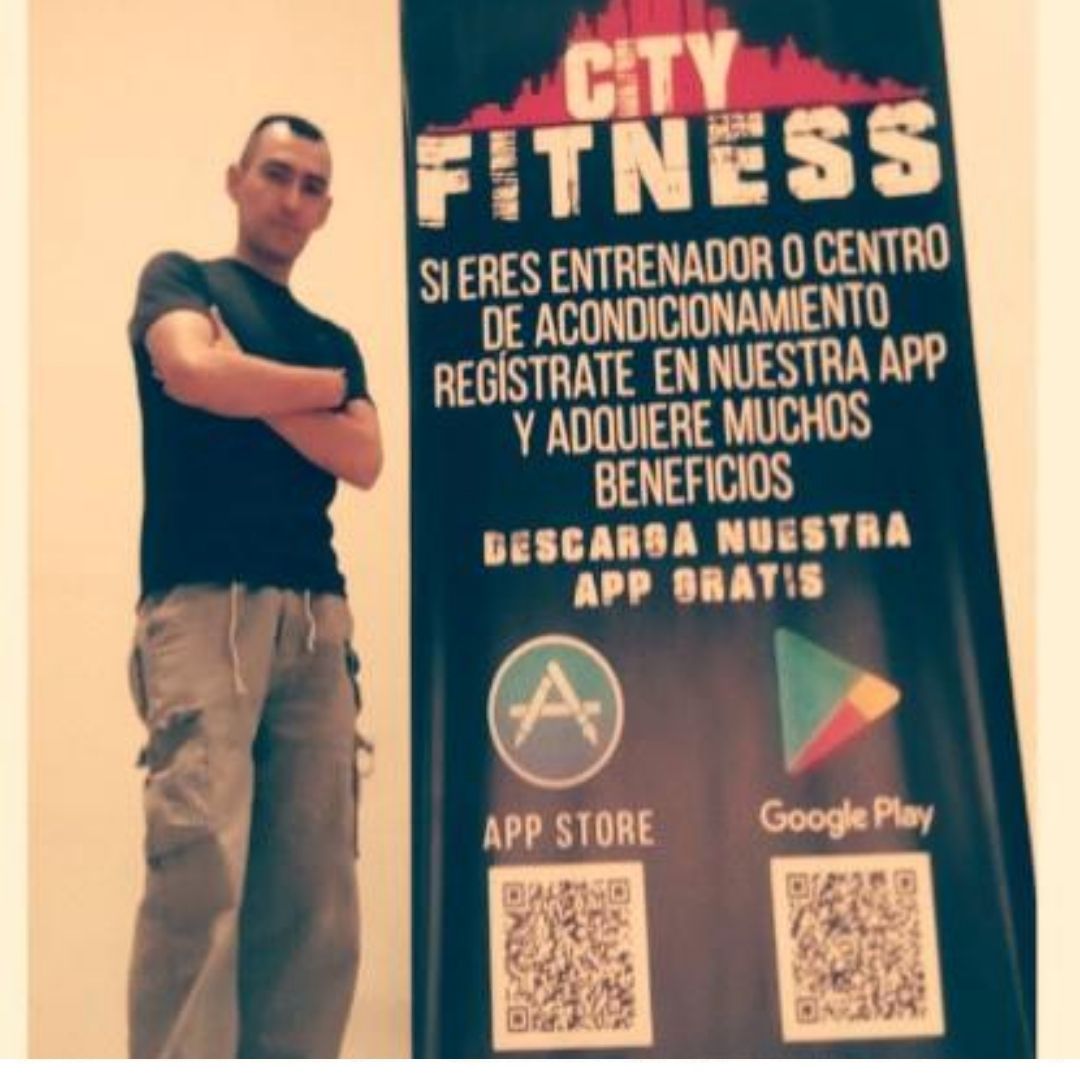 CITY
FITNESS
SI ERES ENTRENADOR O CENTRO
DE ACONDICIONAMIENTO
REGÍSTRATE EN NUESTRA APP
Y ADQUIERE MUCHOS
BENEFICIOS
DESCARGA NUESTRA
APP GRATIS
APP STORE
Google Play